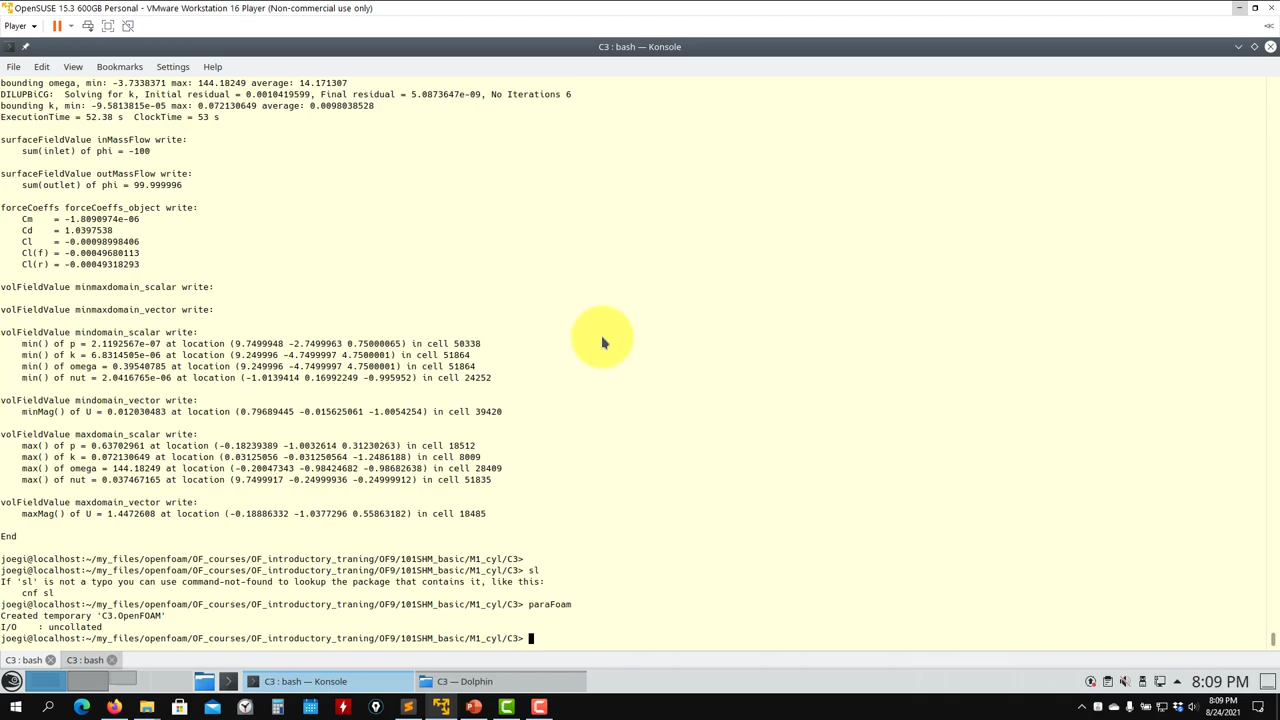 OpenSUSE 15.3 600GB Personal - VMware Workstation 16 Player (Non-commercial use only)
Player
C3 : bash — Konsole
File Edit View Bookmarks Settings Help
bounding omega, min: -3.7338371 max: 144.18249 average: 14.171307
DILUPBiCG: Solving for k, Initial residual = 0.0010419599, Final residual = 5.0873647e-09, No Iterations 6
bounding k, min: -9.5813815e-05 max: 0.072130649 average: 0.0098038528
ExecutionTime = 52.38 s ClockTime = 53 s
surfaceFieldValue inMassFlow write:
sum(inlet) of phi = -100
surfaceFieldValue outMassFlow write:
sum(outlet) of phi = 99.999996
forceCoeffs forceCoeffs_object write:
Cm = -1.8090974e-06
Cd = 1.0397538
Cl = -0.00098998406
Cl(f) = -0.00049680113
Cl(r) = -0.00049318293
volFieldValue minmaxdomain_scalar write:
volFieldValue minmaxdomain_vector write:
volFieldValue mindomain_scalar write:
min() of p = 2.1192567e-07 at location (9.7499948 -2.7499963 0.75000065) in cell 50338
min() of k = 6.8314505e-06 at location (9.249996 -4.7499997 4.7500001) in cell 51864
min() of omega = 0.39540785 at location (9.249996 -4.7499997 4.7500001) in cell 51864
min() of nut = 2.0416765e-06 at location (-1.0139414 0.16992249 -0.995952) in cell 24252
volFieldValue mindomain_vector write:
minMag() of U = 0.012030483 at location (0.79689445 -0.015625061 -1.0054254) in cell 39420
volFieldValue maxdomain_scalar write:
max() of p = 0.63702961 at location (-0.18239389 -1.0032614 0.31230263) in cell 18512
max() of k = 0.072130649 at location (0.03125056 -0.031250564 -1.2486188) in cell 8009
max() of omega = 144.18249 at location (-0.20047343 -0.98424682 -0.98682638) in cell 28409
max() of nut = 0.037467165 at location (9.7499917 -0.24999936 -0.24999912) in cell 51835
volFieldValue maxdomain_vector write:
maxMag() of U = 1.4472608 at location (-0.18886332 -1.0377296 0.55863182) in cell 18485
End
joegi@localhost:~/my_files/openfoam/OF_courses/OF_introductory_traning/OF9/101SHM_basic/M1_cyl/C3>
joegi@localhost:~/my_files/openfoam/OF_courses/OF_introductory_traning/OF9/101SHM_basic/M1_cyl/C3> sl
If 'sl' is not a typo you can use command-not-found to lookup the package that contains it, like this:
cnf sl
joegi@localhost:~/my_files/openfoam/OF_courses/OF_introductory_traning/OF9/101SHM_basic/M1_cyl/C3> paraFoam
Created temporary 'C3.OpenFOAM'
I/O : uncollated
joegi@localhost:~/my_files/openfoam/OF_courses/OF_introductory_traning/OF9/101SHM_basic/M1_cyl/C3>
C3 : bash C3 : bash
C3 : bash — Konsole C3 — Dolphin 8:09 PM
8:09 PM
8/24/2021